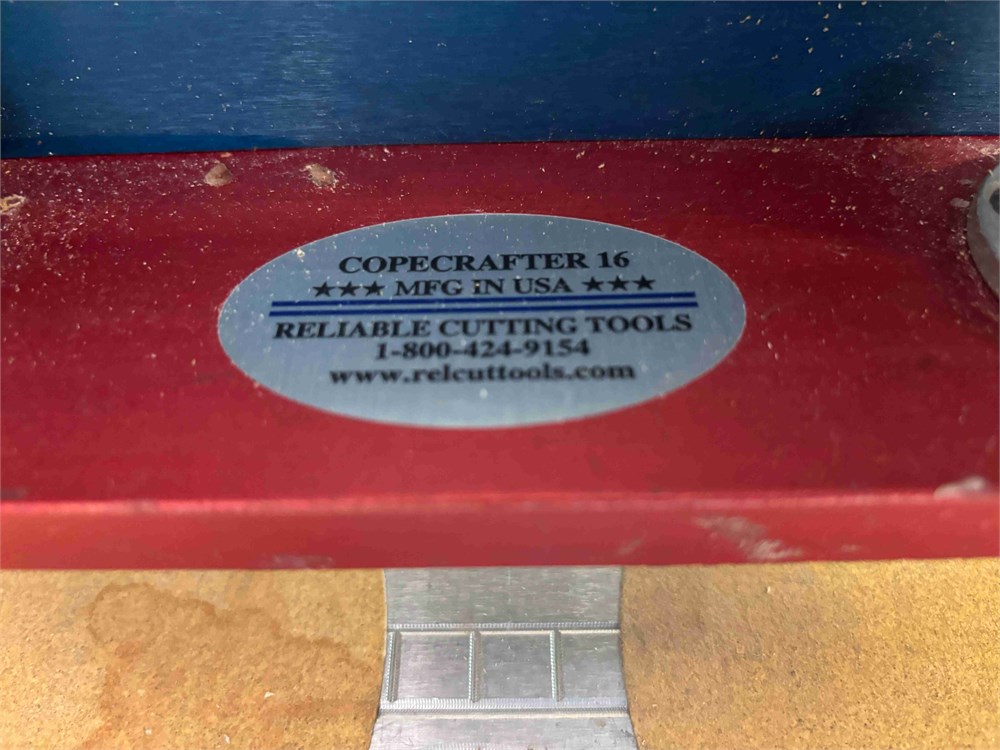 COPECRAFTER 16
★★★ MFG IN USA ★★★
RELIABLE CUTTING TOOLS
1-800-424-9154
www.relcuttools.com